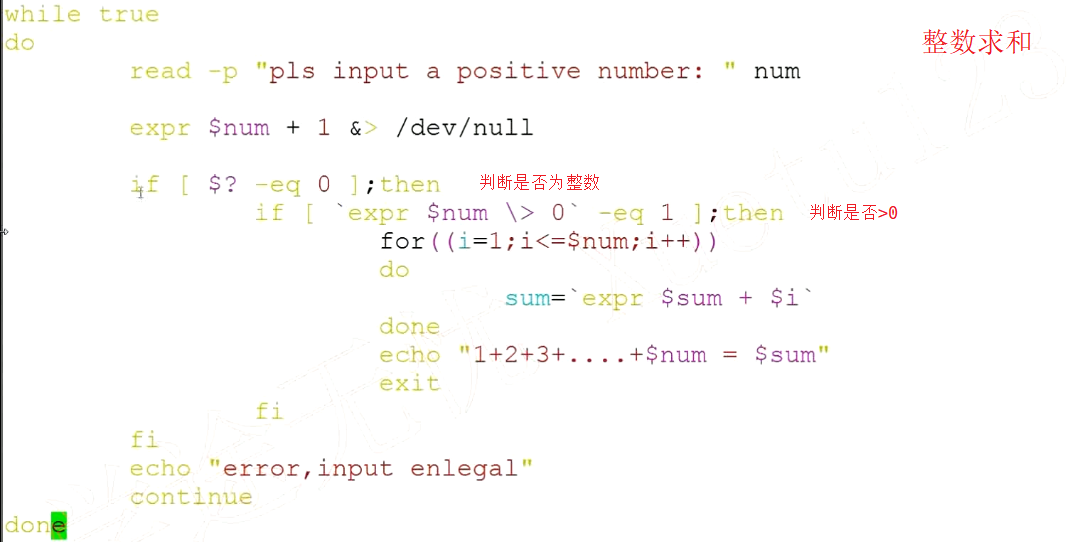 while true
do
整数求和
read -p "pls input a positive number: " num
expr $num + 1 &> /dev/null
if [ $? -eq 0 ];then 判断是否为整数
if [ `expr $num \> 0` -eq 1 ];then 判断是否>0
for((i=1;i<=$num;i++))
do
sum=`expr $sum + $i`
done
echo "1+2+3+....+$num = $sum"
exit
fi
fi
echo "error,input enlegal"
continue
done